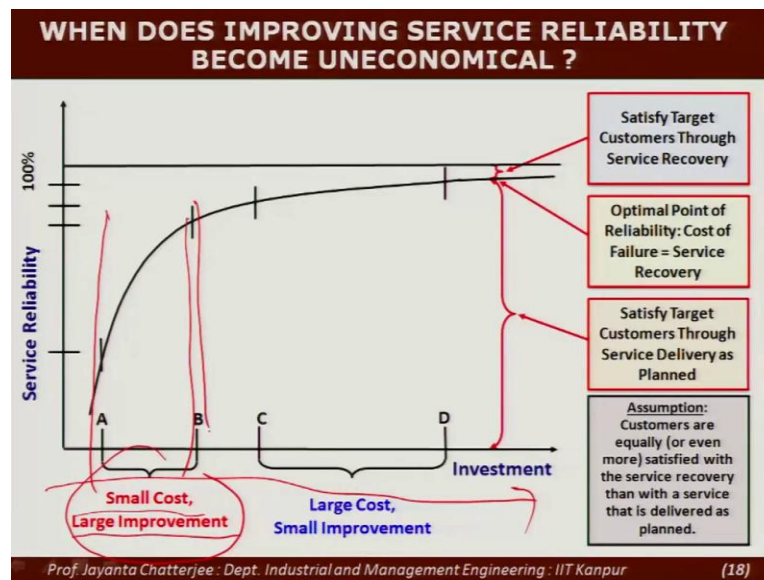 WHEN DOES IMPROVING SERVICE RELIABILITY
BECOME UNECONOMICAL ?
100%
Service Reliability
A
B
C
D
Investment
Small Cost,
Large Improvement
Large Cost,
Small Improvement
Satisfy Target
Customers Through
Service Recovery
Optimal Point of
Reliability: Cost of
Failure = Service
Recovery
Satisfy Target
Customers Through
Service Delivery as
Planned
Assumption:
Customers are
equally (or even
more) satisfied with
the service recovery
than with a service
that is delivered as
planned.
Prof. Jayanta Chatterjee : Dept. Industrial and Management Engineering : IIT Kanpur
(18)